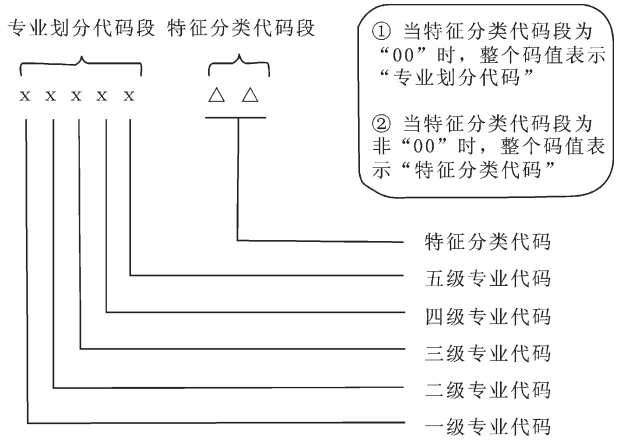 专业划分代码段 特征分类代码段
x x x x x △ △
① 当特征分类代码段为
“00”时，整个码值表示
“专业划分代码”
② 当特征分类代码段为
非“00”时，整个码值表
示“特征分类代码”
特征分类代码
五级专业代码
四级专业代码
三级专业代码
二级专业代码
一级专业代码